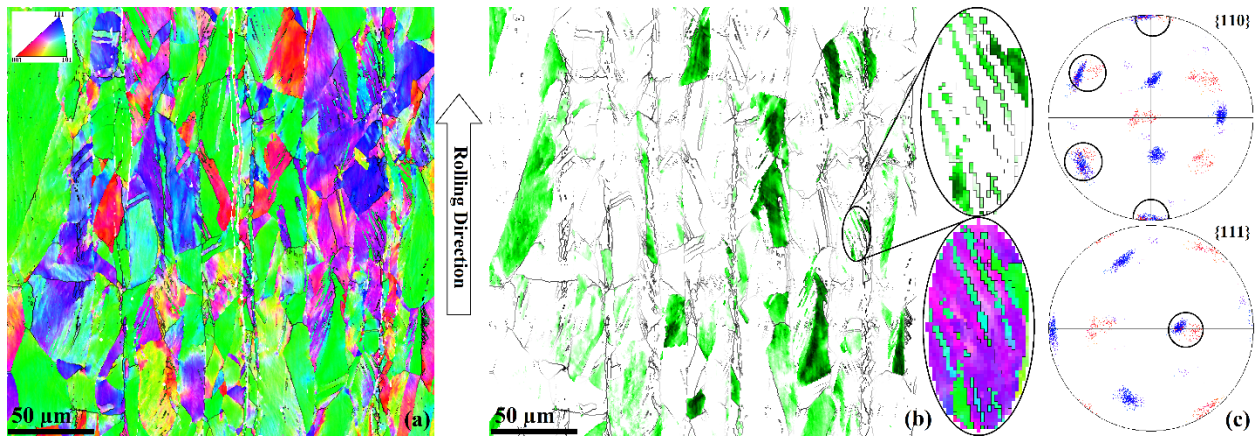 111
001
101
50 µm
(a)
Rolling Direction
50 µm
(b)
{110}
{111}
(c)